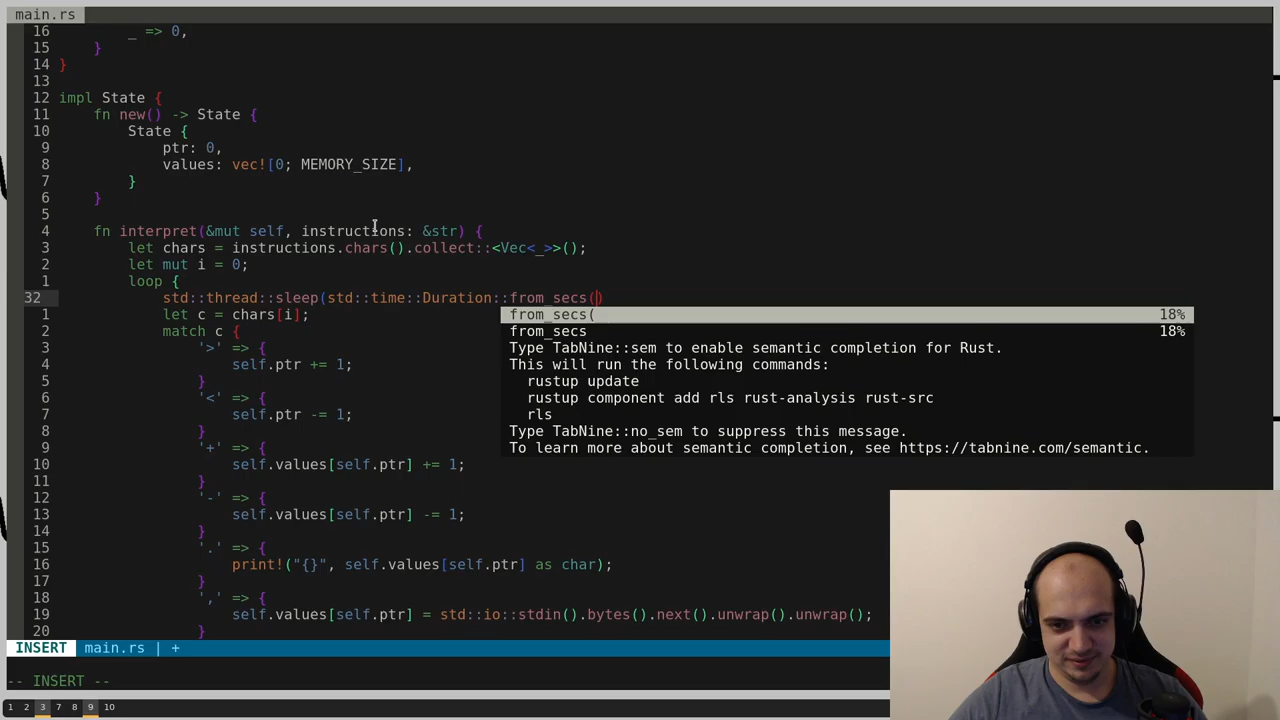 main.rs
16 _ => 0,
15 }
14 }
13
12 impl State {
11 fn new() -> State {
10 State {
9 ptr: 0,
8 values: vec![0; MEMORY_SIZE],
7 }
6 }
5
4 fn interpret(&mut self, instructions: &str) {
3 let chars = instructions.chars().collect::<Vec<_>>();
2 let mut i = 0;
1 loop {
32 std::thread::sleep(std::time::Duration::from_secs()
1 let c = chars[i];
from_secs( 18%
2 match c {
from_secs 18%
3 '>' => {
Type TabNine::sem to enable semantic completion for Rust.
4 self.ptr += 1;
This will run the following commands:
5 }
rustup update
6 '<' => {
rustup component add rls rust-analysis rust-src
7 self.ptr -= 1;
rls
8 }
Type TabNine::no_sem to suppress this message.
9 '+' => {
To learn more about semantic completion, see https://tabnine.com/semantic.
10 self.values[self.ptr] += 1;
11 }
12 '-' => {
13 self.values[self.ptr] -= 1;
14 }
15 '.' => {
16 print!("{}", self.values[self.ptr] as char);
17 }
18 ',' => {
19 self.values[self.ptr] = std::io::stdin().bytes().next().unwrap().unwrap();
20 }
INSERT main.rs | +
-- INSERT --
1 2 3 7 8 9 10